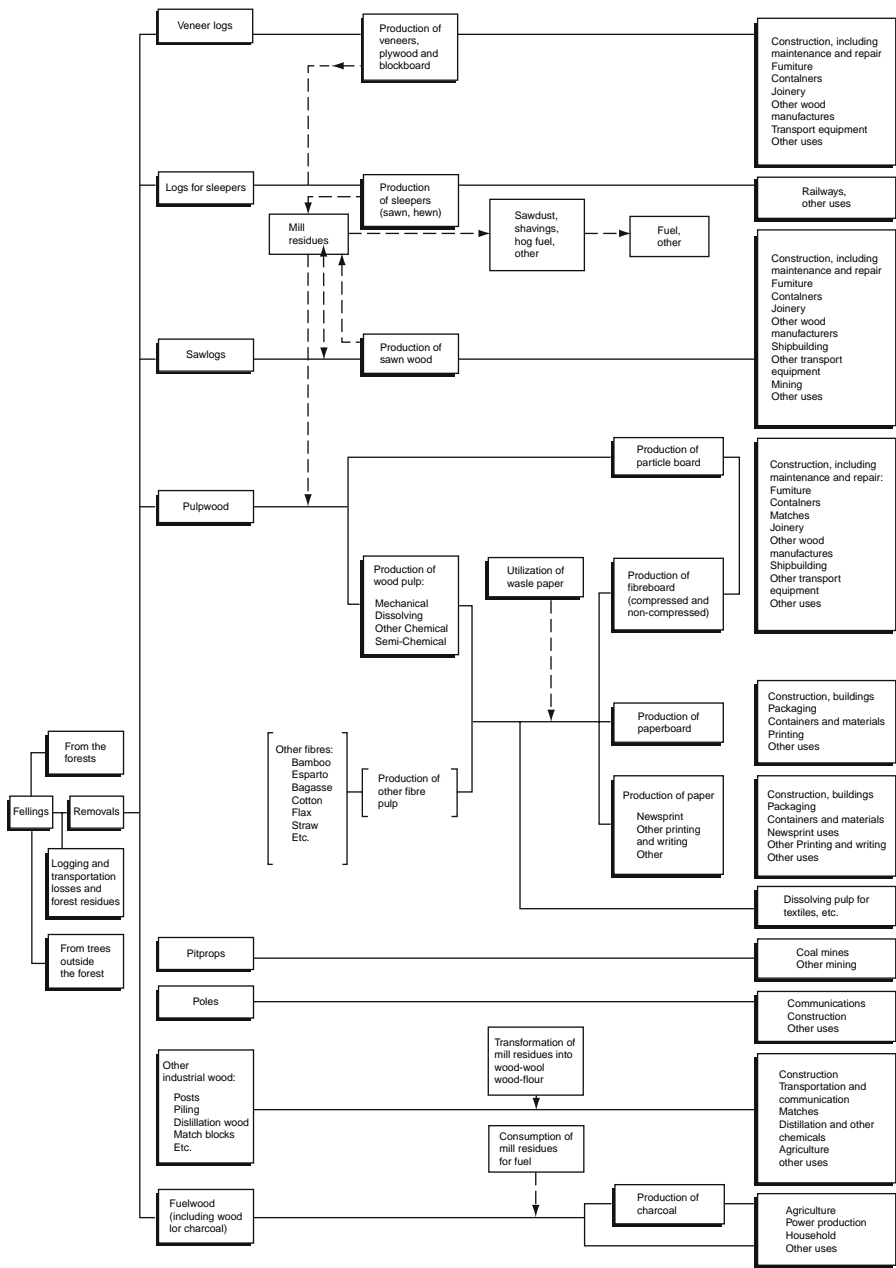 Veneer logs
Production of
veneers,
plywood and
blockboard
Construction, including
maintenance and repair
Fumiture
Contalners
Joinery
Other wood
manufactures
Transport equipment
Other uses
Logs for sleepers
Production
of sleepers
(sawn, hewn)
Railways,
other uses
Mill
residues
Sawdust,
shavings,
hog fuel,
other
Fuel,
other
Sawlogs
Production of
sawn wood
Construction, including
maintenance and repair
Fumiture
Contalners
Joinery
Other wood
manufacturers
Shipbuilding
Other transport
equipment
Mining
Other uses
Pulpwood
Production of
particle board
Construction, including
maintenance and repair:
Fumiture
Contalners
Matches
Joinery
Other wood
manufactures
Shipbuilding
Other transport
equipment
Other uses
Production of
wood pulp:
Mechanical
Dissolving
Other Chemical
Semi-Chemical
Utilization of
wasle paper
Production of
fibreboard
(compressed and
non-compressed)
Production of
paperboard
Construction, buildings
Packaging
Containers and materials
Printing
Other uses
Other fibres:
Bamboo
Esparto
Bagasse
Cotton
Flax
Straw
Etc.
Production of
other fibre
pulp
Production of paper
Newsprint
Other printing
and writing
Other
Construction, buildings
Packaging
Containers and materials
Newsprint uses
Other Printing and writing
Other uses
Dissolving pulp for
textiles, etc.
From the
forests
Fellings
Removals
Logging and
transportation
losses and
forest residues
From trees
outside
the forest
Pitprops
Coal mines
Other mining
Poles
Communications
Construction
Other uses
Other
industrial wood:
Posts
Piling
Dislillation wood
Match blocks
Etc.
Transformation of
mill residues into
wood-wool
wood-flour
Construction
Transportation and
communication
Matches
Distillation and other
chemicals
Agriculture
other uses
Consumption of
mill residues
for fuel
Fuelwood
(including wood
lor charcoal)
Production of
charcoal
Agriculture
Power production
Household
Other uses